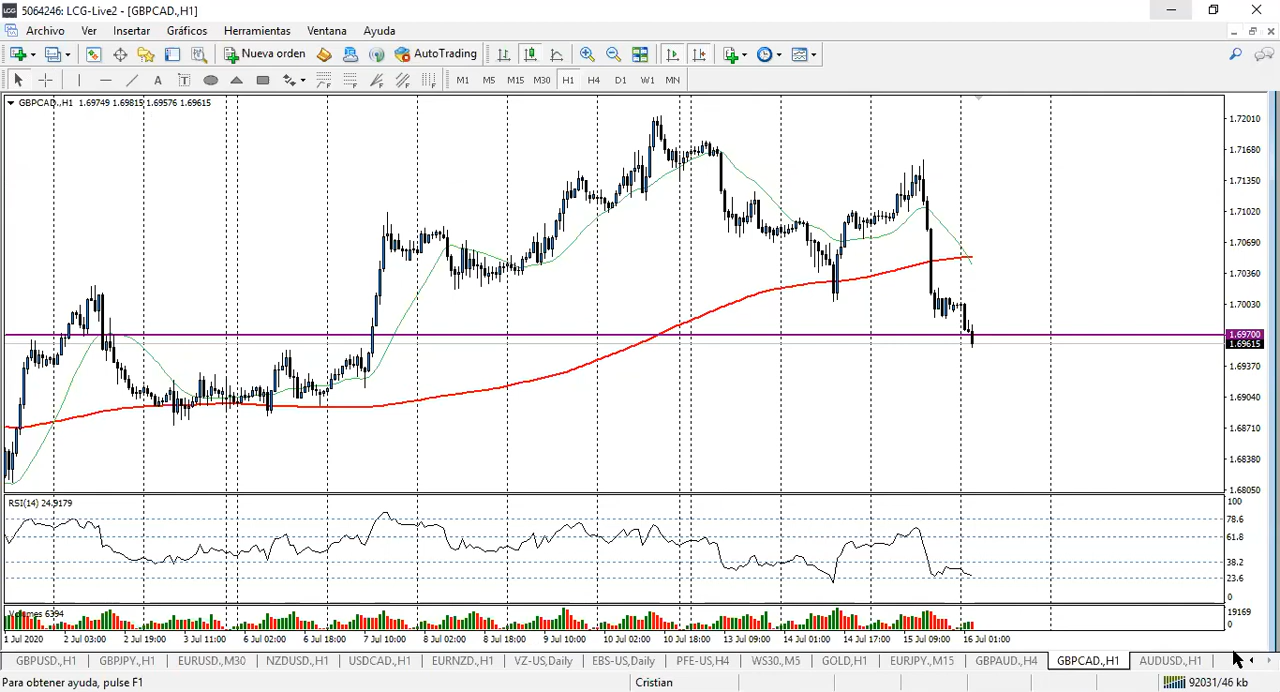 5064246: LCG-Live2 - [GBPCAD.,H1]
Archivo Ver Insertar Gráficos Herramientas Ventana Ayuda
Nueva orden AutoTrading
M1 M5 M15 M30 H1 H4 D1 W1 MN
GBPCAD.,H1 1.69749 1.69815 1.69576 1.69615
1.72010
1.71680
1.71350
1.71020
1.70690
1.70360
1.70030
1.69700
1.69615
1.69370
1.69040
1.68710
1.68380
1.68050
RSI(14) 24.9179
100
78.6
61.8
38.2
23.6
0
Volumes 6394
19169
0
1 Jul 2020 2 Jul 03:00 2 Jul 19:00 3 Jul 11:00 6 Jul 02:00 6 Jul 18:00 7 Jul 10:00 8 Jul 02:00 8 Jul 18:00 9 Jul 10:00 10 Jul 02:00 10 Jul 18:00 13 Jul 09:00 14 Jul 01:00 14 Jul 17:00 15 Jul 09:00 16 Jul 01:00
GBPUSD.,H1 GBPJPY.,H1 EURUSD.,M30 NZDUSD.,H1 USDCAD.,H1 EURNZD.,H1 VZ-US,Daily EBS-US,Daily PFE-US,H4 WS30.,M5 GOLD,H1 EURJPY.,M15 GBPAUD.,H4 GBPCAD.,H1 AUDUSD.,H1
Para obtener ayuda, pulse F1 Cristian 92031/46 kb